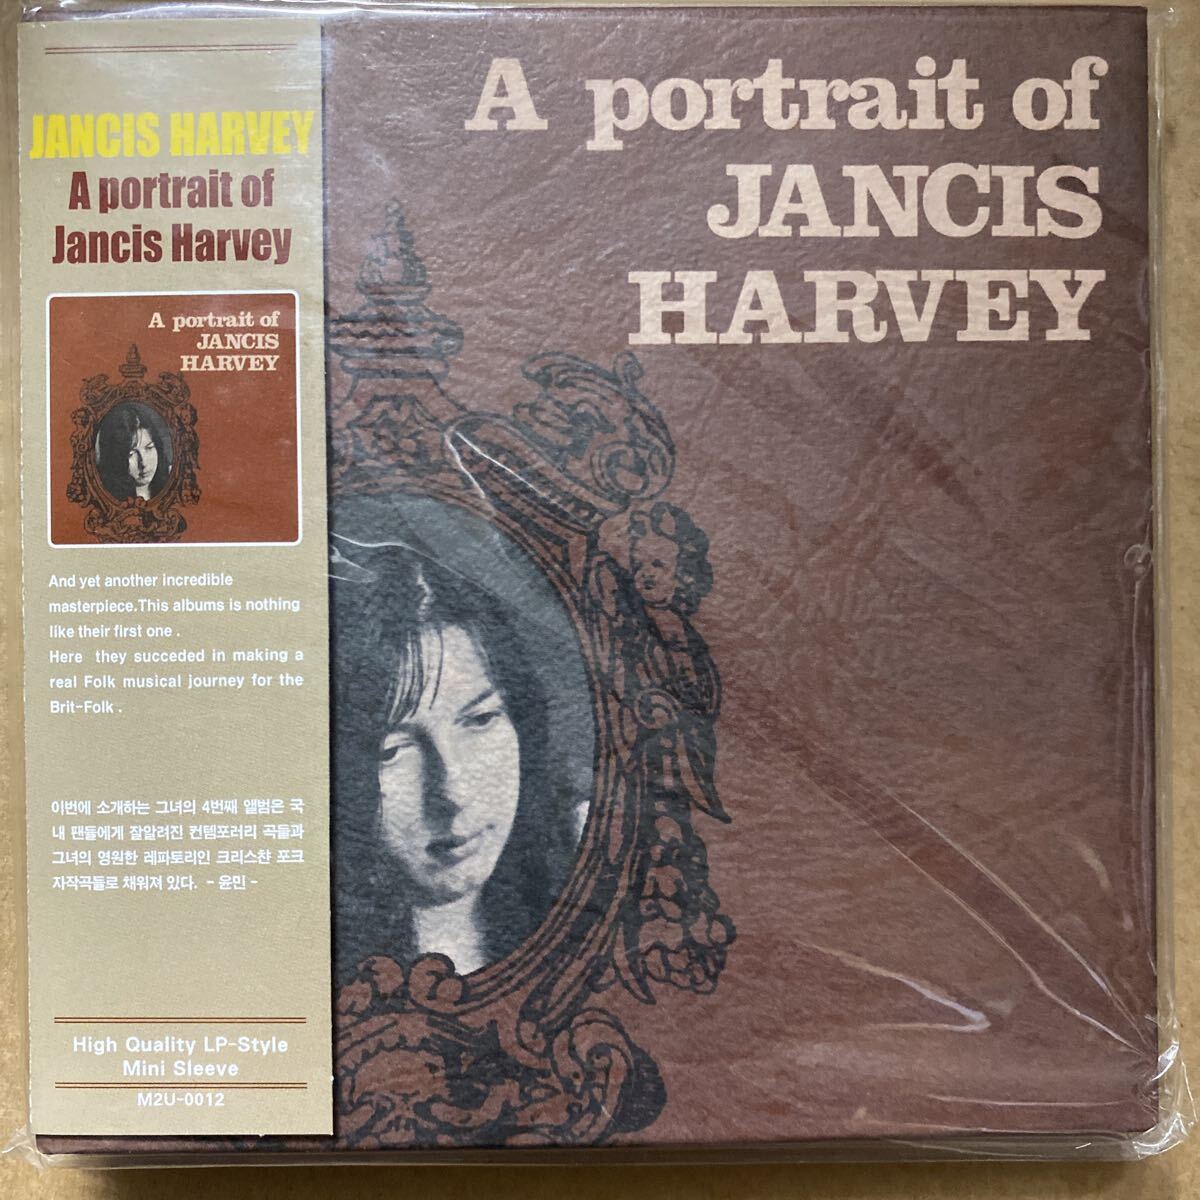 JANCIS HARVEY
A portrait of
Jancis Harvey
A portrait of
JANCIS
HARVEY
And yet another incredible
masterpiece.This albums is nothing
like their first one .
Here they succeded in making a
real Folk musical journey for the
Brit-Folk .
이번에 소개하는 그녀의 4번째 앨범은 국
내 팬들에게 잘알려진 컨템포러리 곡들과
그녀의 영원한 레파토리인 크리스챤 포크
자작곡들로 채워져 있다. - 윤민 -
High Quality LP-Style
Mini Sleeve
M2U-0012
A portrait of
JANCIS
HARVEY